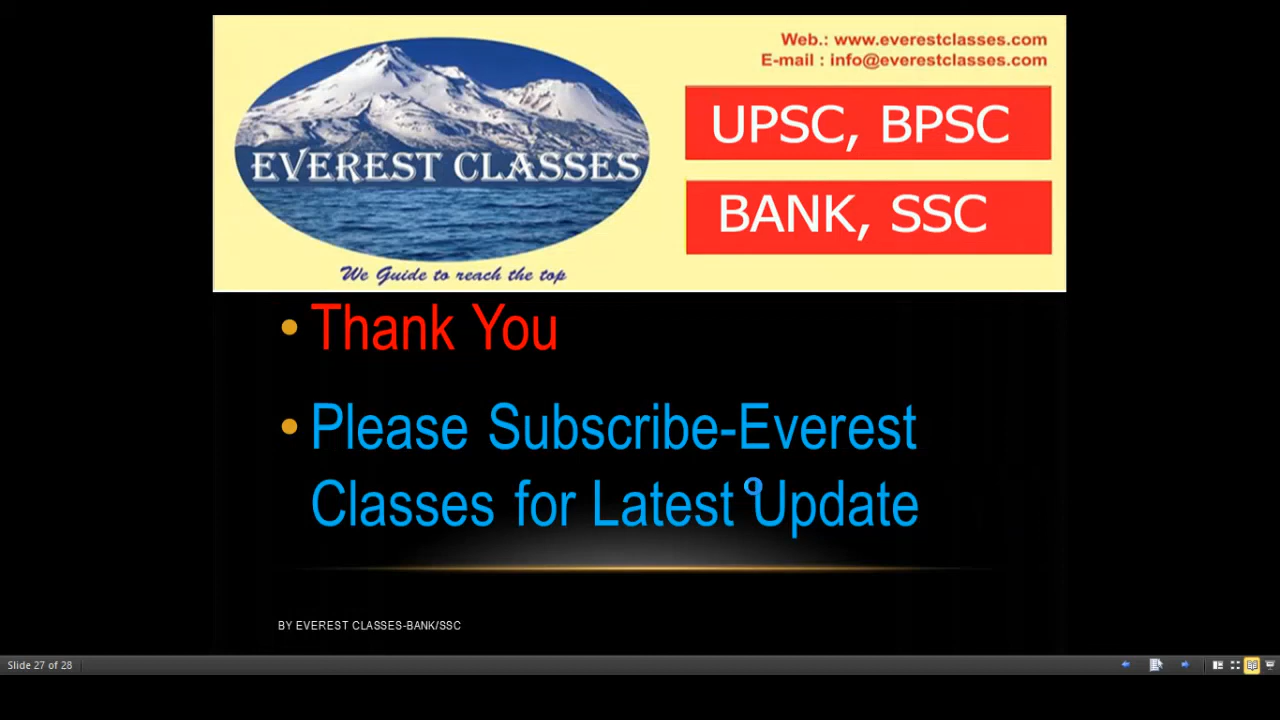 Web.: www.everestclasses.com
E-mail : info@everestclasses.com
EVEREST CLASSES
We Guide to reach the top
UPSC, BPSC
BANK, SSC
• Thank You
• Please Subscribe-Everest
Classes for Latest Update
BY EVEREST CLASSES-BANK/SSC
Slide 27 of 28